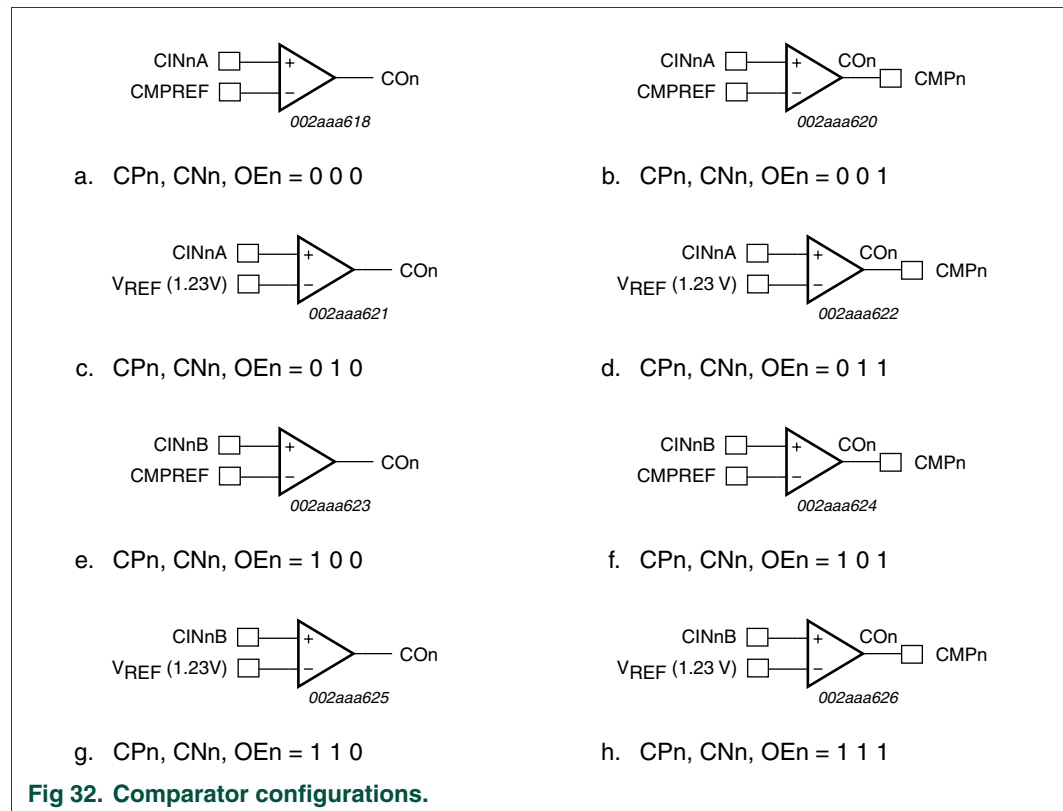 CINnA
CMPREF
+
−
COn
002aaa618
a. CPn, CNn, OEn = 0 0 0
CINnA
CMPREF
+
−
COn
CMPn
002aaa620
b. CPn, CNn, OEn = 0 0 1
CINnA
VREF (1.23V)
+
−
COn
002aaa621
c. CPn, CNn, OEn = 0 1 0
CINnA
VREF (1.23 V)
+
−
COn
CMPn
002aaa622
d. CPn, CNn, OEn = 0 1 1
CINnB
CMPREF
+
−
COn
002aaa623
e. CPn, CNn, OEn = 1 0 0
CINnB
CMPREF
+
−
COn
CMPn
002aaa624
f. CPn, CNn, OEn = 1 0 1
CINnB
VREF (1.23V)
+
−
COn
002aaa625
g. CPn, CNn, OEn = 1 1 0
CINnB
VREF (1.23 V)
+
−
COn
CMPn
002aaa626
h. CPn, CNn, OEn = 1 1 1
Fig 32. Comparator configurations.